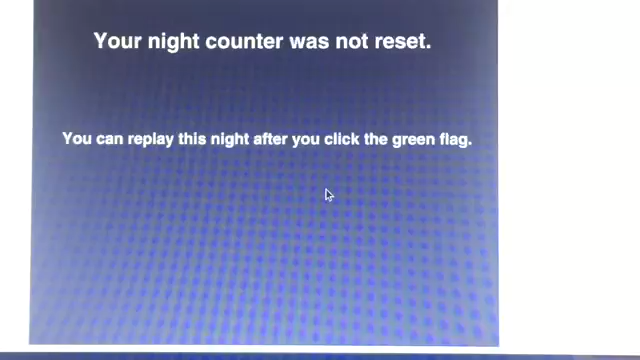 Your night counter was not reset.
You can replay this night after you click the green flag.